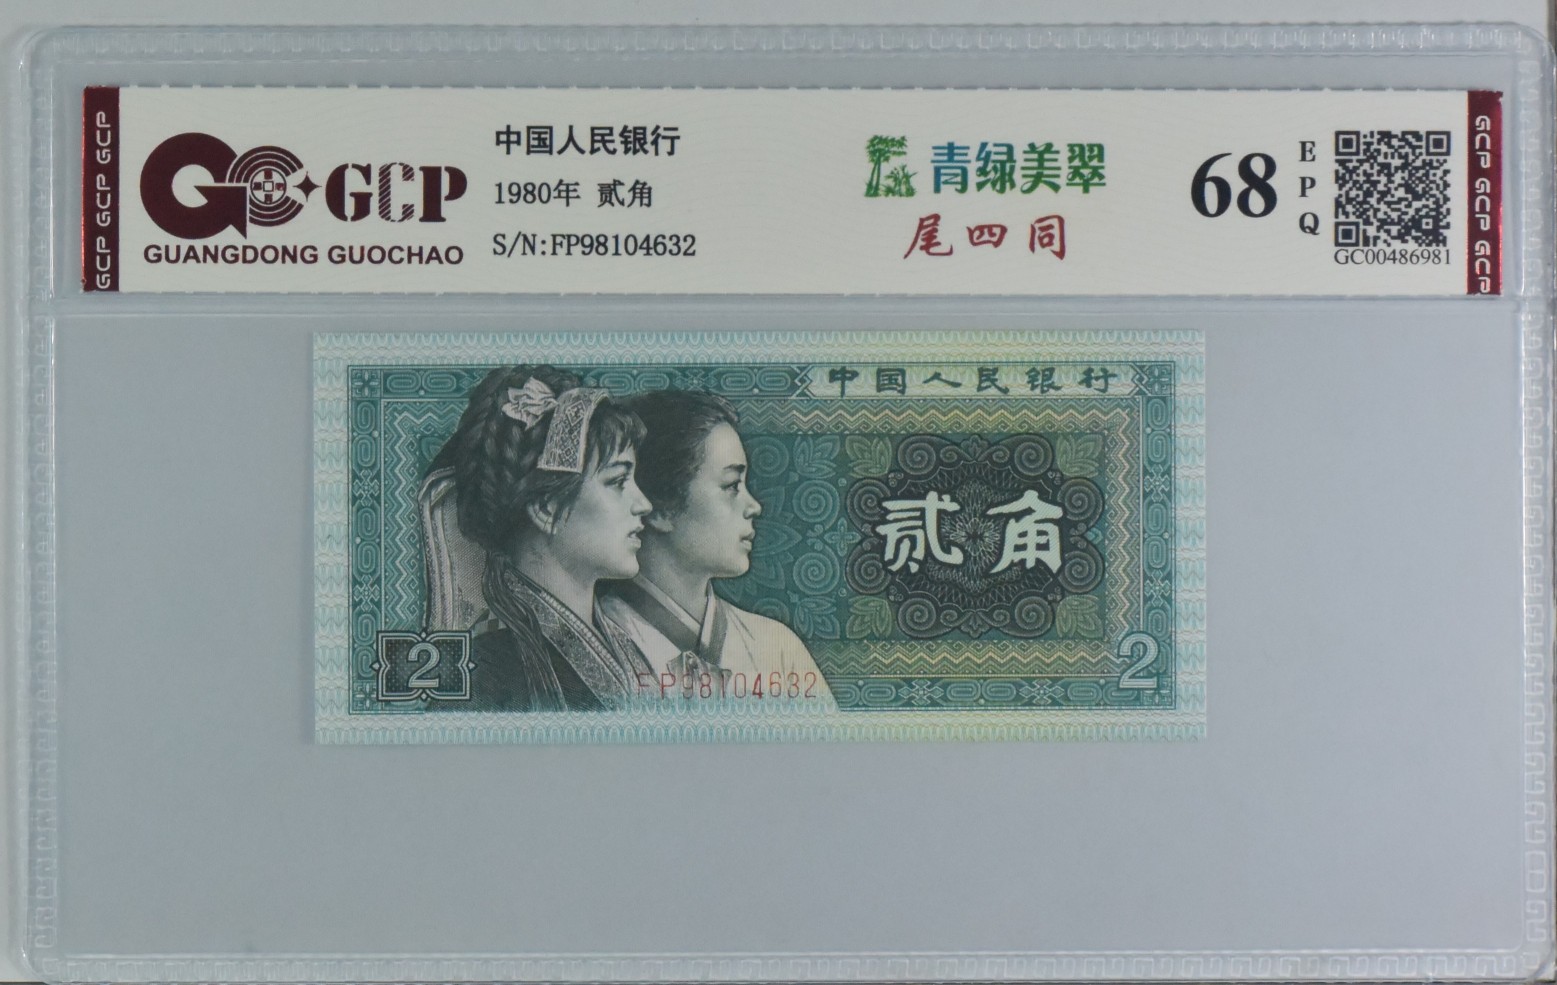 GCP GCP GCP
GCP
GUANGDONG GUOCHAO
中国人民银行
1980年 贰角
S/N:FP98104632
青绿美翠
尾四同
68
EPQ
GC00486981
GCP GCP GCP
中国人民银行
贰角
2
2
FP98104632